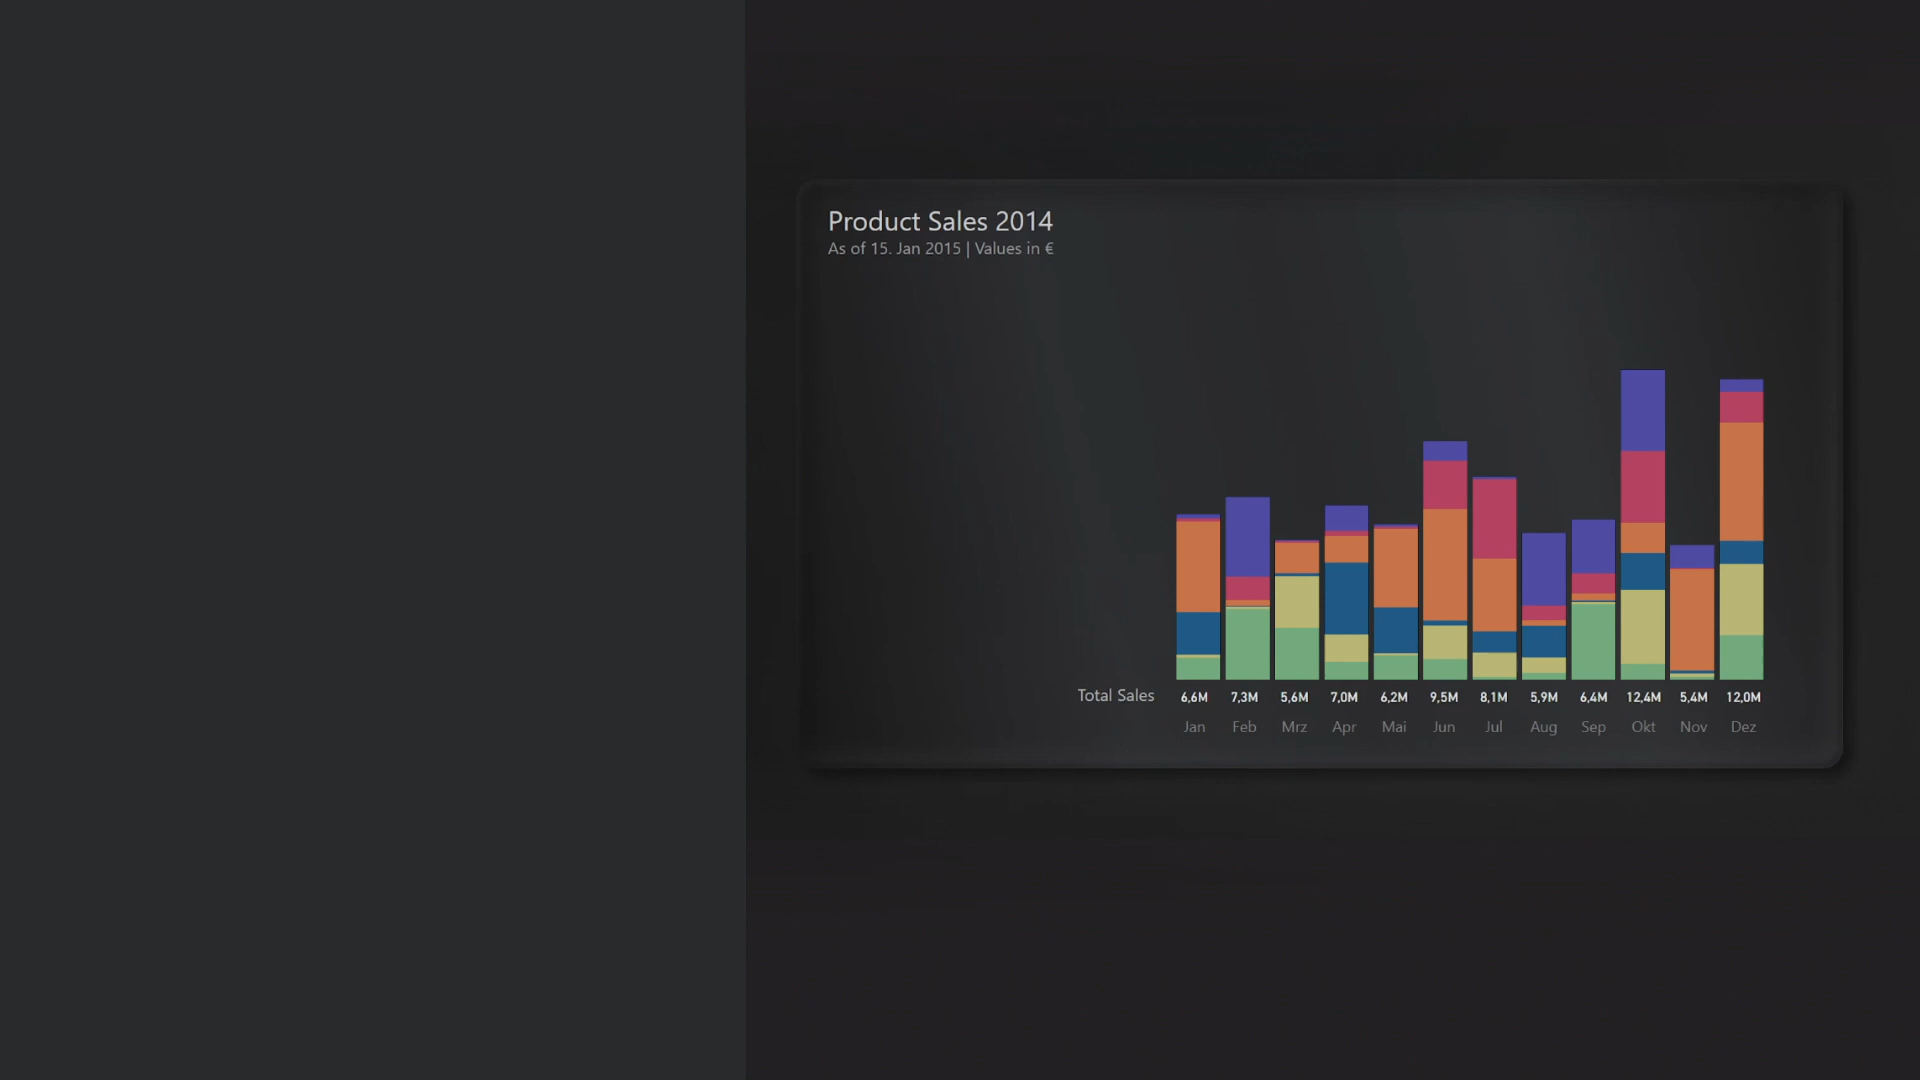 Product Sales 2014
As of 15. Jan 2015 | Values in €
Total Sales 6,6M 7,3M 5,6M 7,0M 6,2M 9,5M 8,1M 5,9M 6,4M 12,4M 5,4M 12,0M
Jan Feb Mrz Apr Mai Jun Jul Aug Sep Okt Nov Dez